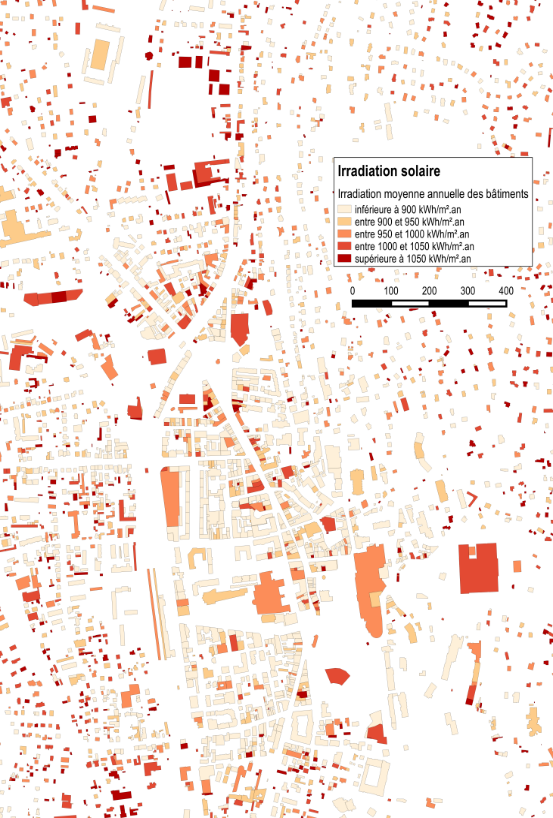 Irradiation solaire
Irradiation moyenne annuelle des bâtiments
inférieure à 900 kWh/m².an
entre 900 et 950 kWh/m².an
entre 950 et 1000 kWh/m².an
entre 1000 et 1050 kWh/m².an
supérieure à 1050 kWh/m².an
0 100 200 300 400